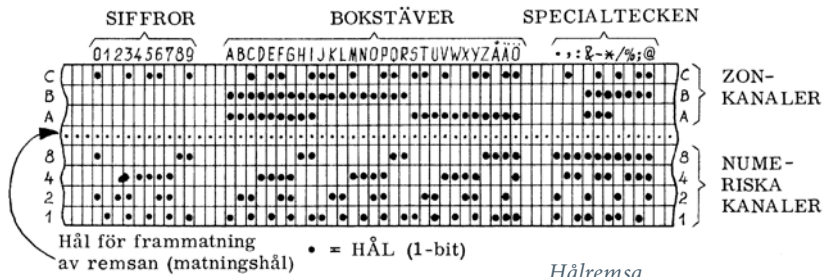 SIFFROR BOKSTÄVER SPECIALTECKEN
0123456789 ABCDEFGHIJKLMNOPQRSTUVWXYZÅÄÖ .,:&-*/%;@
C C
B B
A A
ZON-
KANALER
8 8
4 4
2 2
1 1
NUME-
RISKA
KANALER
Hål för frammatning
av remsan (matningshål)
• = HÅL (1-bit)
Hålremsa